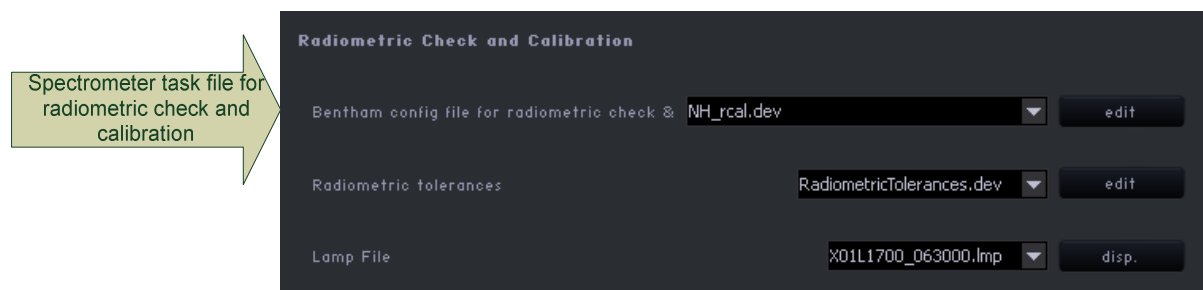 Radiometric Check and Calibration
Spectrometer task file for
radiometric check and
calibration
Bentham config file for radiometric check & NH_rcal.dev edit
Radiometric tolerances RadiometricTolerances.dev edit
Lamp File X01L1700_063000.lmp disp.